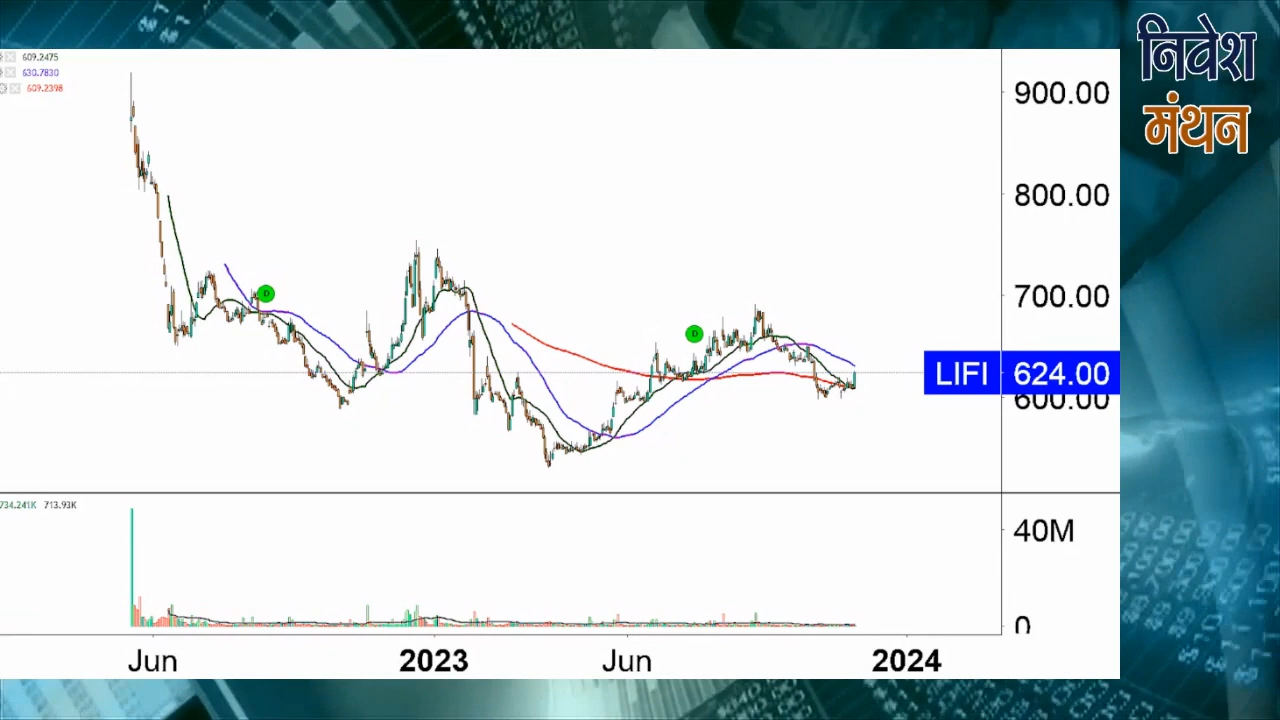 निवेश
मंथन
609.2475
630.7830
609.2398
900.00
800.00
700.00
LIFI 624.00
600.00
D
D
734.241K 713.93K
40M
0
Jun 2023 Jun 2024